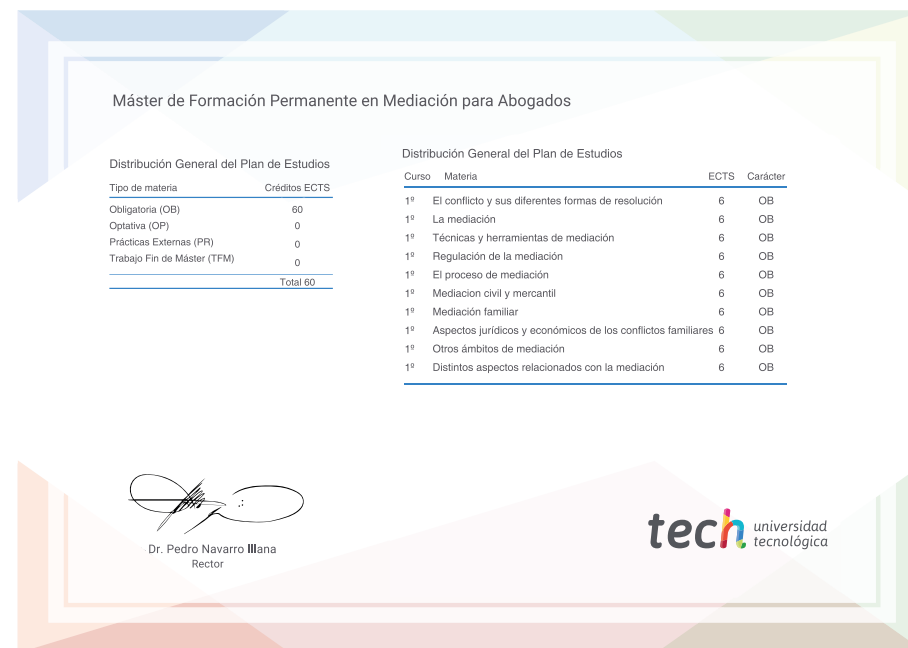 Máster de Formación Permanente en Mediación para Abogados
Distribución General del Plan de Estudios
Tipo de materia Créditos ECTS
Obligatoria (OB) 60
Optativa (OP) 0
Prácticas Externas (PR) 0
Trabajo Fin de Máster (TFM) 0
Total 60
Distribución General del Plan de Estudios
Curso Materia ECTS Carácter
1º El conflicto y sus diferentes formas de resolución 6 OB
1º La mediación 6 OB
1º Técnicas y herramientas de mediación 6 OB
1º Regulación de la mediación 6 OB
1º El proceso de mediación 6 OB
1º Mediacion civil y mercantil 6 OB
1º Mediación familiar 6 OB
1º Aspectos jurídicos y económicos de los conflictos familiares 6 OB
1º Otros ámbitos de mediación 6 OB
1º Distintos aspectos relacionados con la mediación 6 OB
Dr. Pedro Navarro Illana
Rector
tech universidad
tecnológica